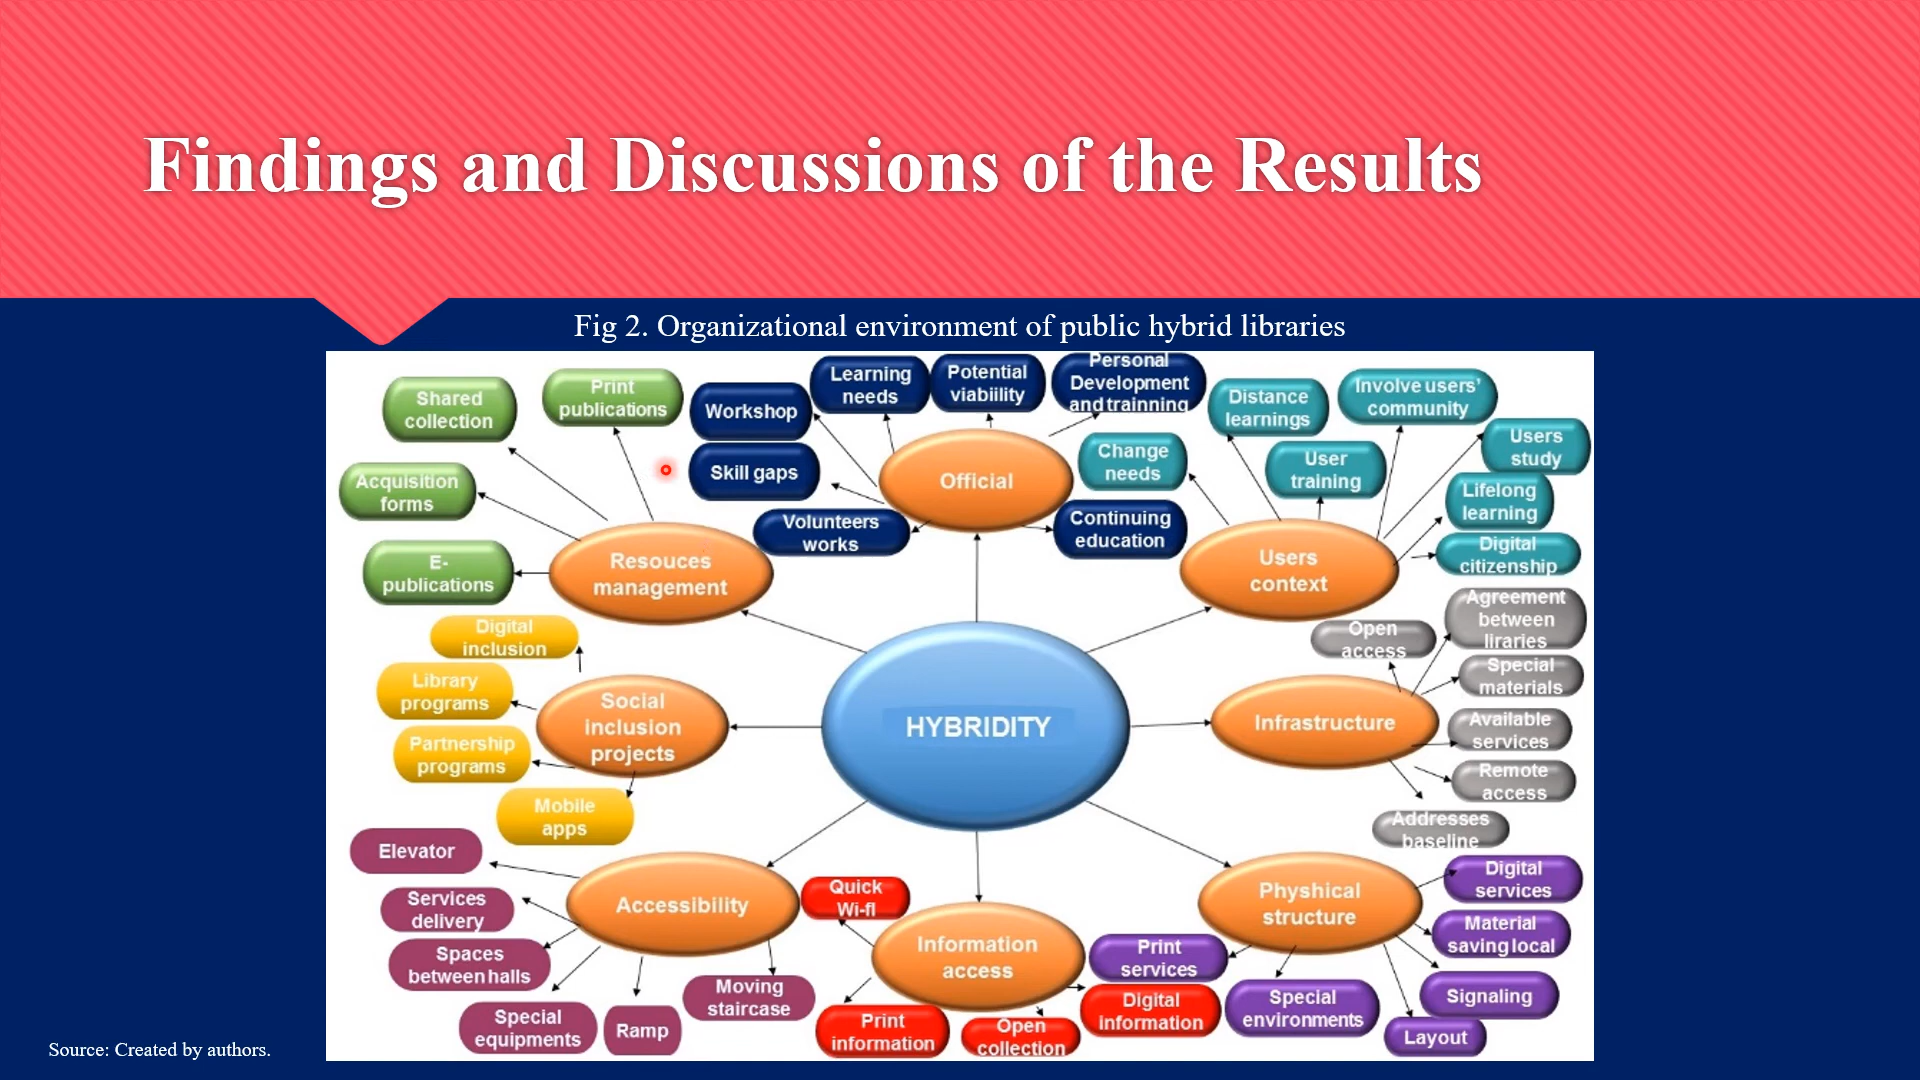 Findings and Discussions of the Results
Fig 2. Organizational environment of public hybrid libraries
Shared
collection
Print
publications
Acquisition
forms
E-
publications
Resouces
management
Workshop
Learning
needs
Potential
viabiility
Personal
Development
and trainning
Skill gaps
Volunteers
works
Continuing
education
Official
Change
needs
Distance
learnings
User
training
Involve users'
community
Users
study
Lifelong
learning
Digital
citizenship
Users
context
Digital
inclusion
Library
programs
Partnership
programs
Mobile
apps
Social
inclusion
projects
HYBRIDITY
Infrastructure
Open
access
Agreement
between
liraries
Special
materials
Available
services
Remote
access
Addresses
baseline
Elevator
Services
delivery
Spaces
between halls
Special
equipments
Ramp
Moving
staircase
Accessibility
Quick
Wi-fl
Information
access
Print
information
Open
collection
Digital
information
Physhical
structure
Print
services
Special
environments
Layout
Signaling
Material
saving local
Digital
services
Source: Created by authors.